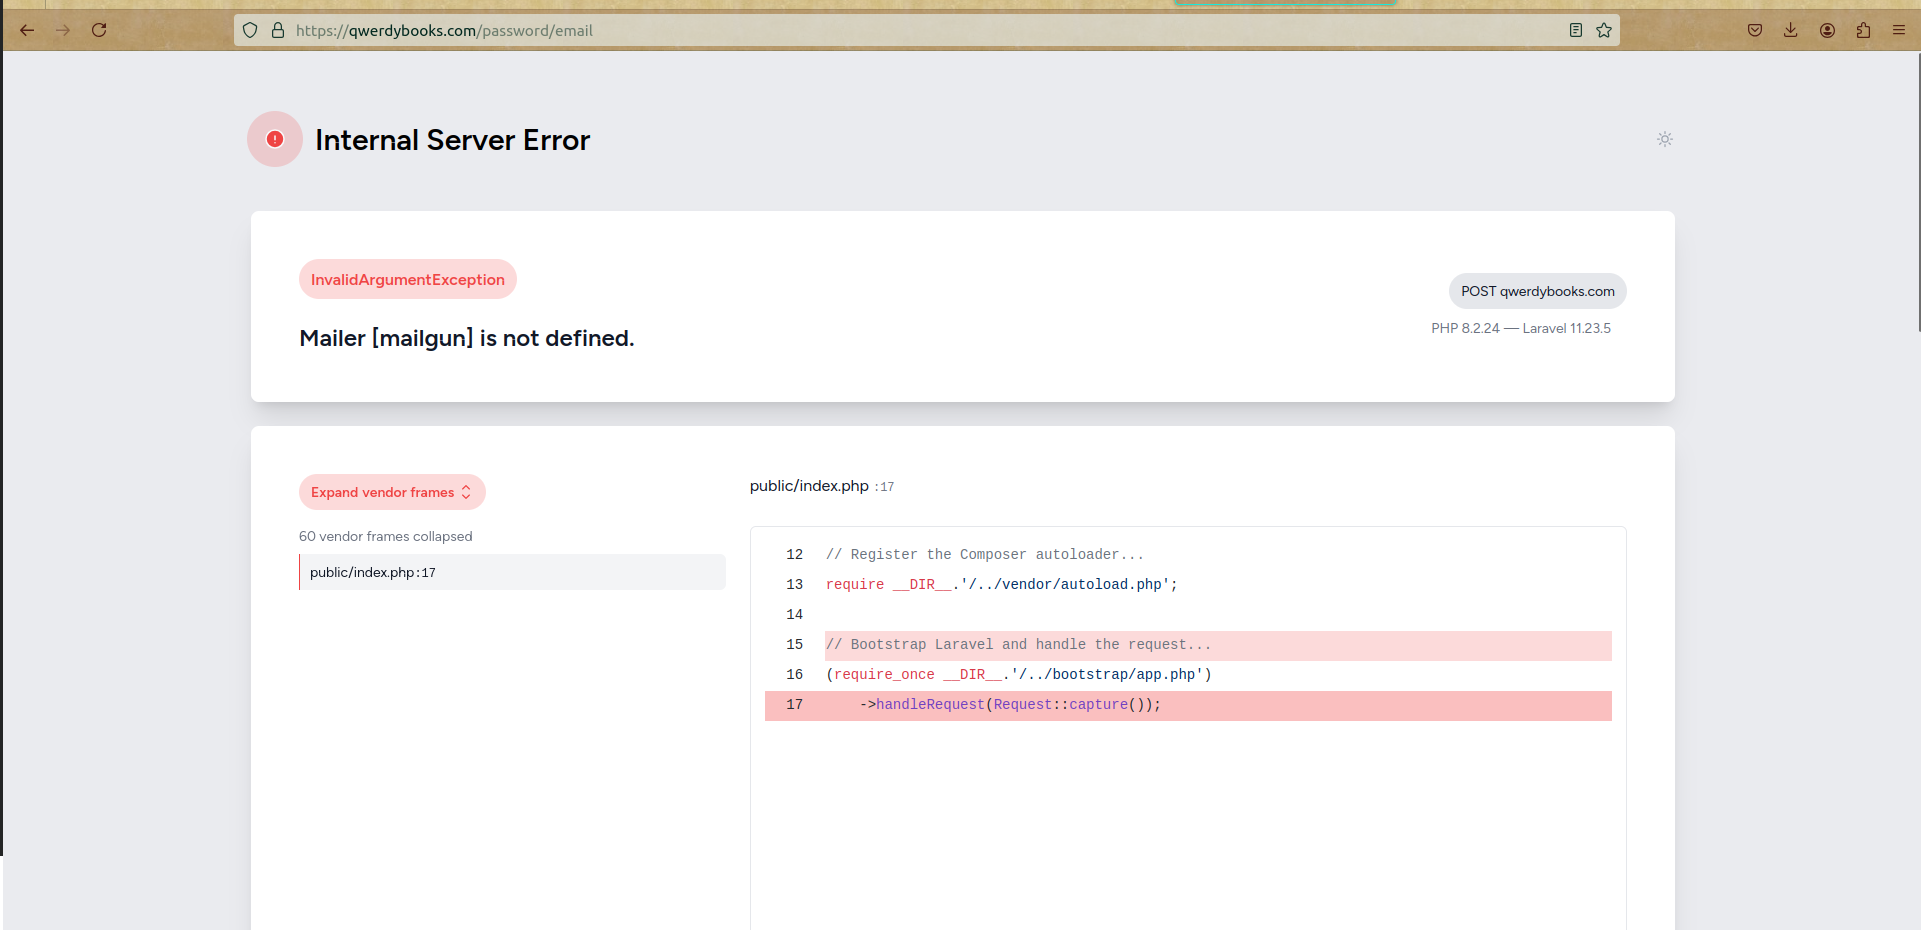 https://qwerdybooks.com/password/email
Internal Server Error
InvalidArgumentException
Mailer [mailgun] is not defined.
POST qwerdybooks.com
PHP 8.2.24 — Laravel 11.23.5
Expand vendor frames
60 vendor frames collapsed
public/index.php:17
public/index.php :17
12 // Register the Composer autoloader...
13 require __DIR__.'/../vendor/autoload.php';
14
15 // Bootstrap Laravel and handle the request...
16 (require_once __DIR__.'/../bootstrap/app.php')
17 ->handleRequest(Request::capture());